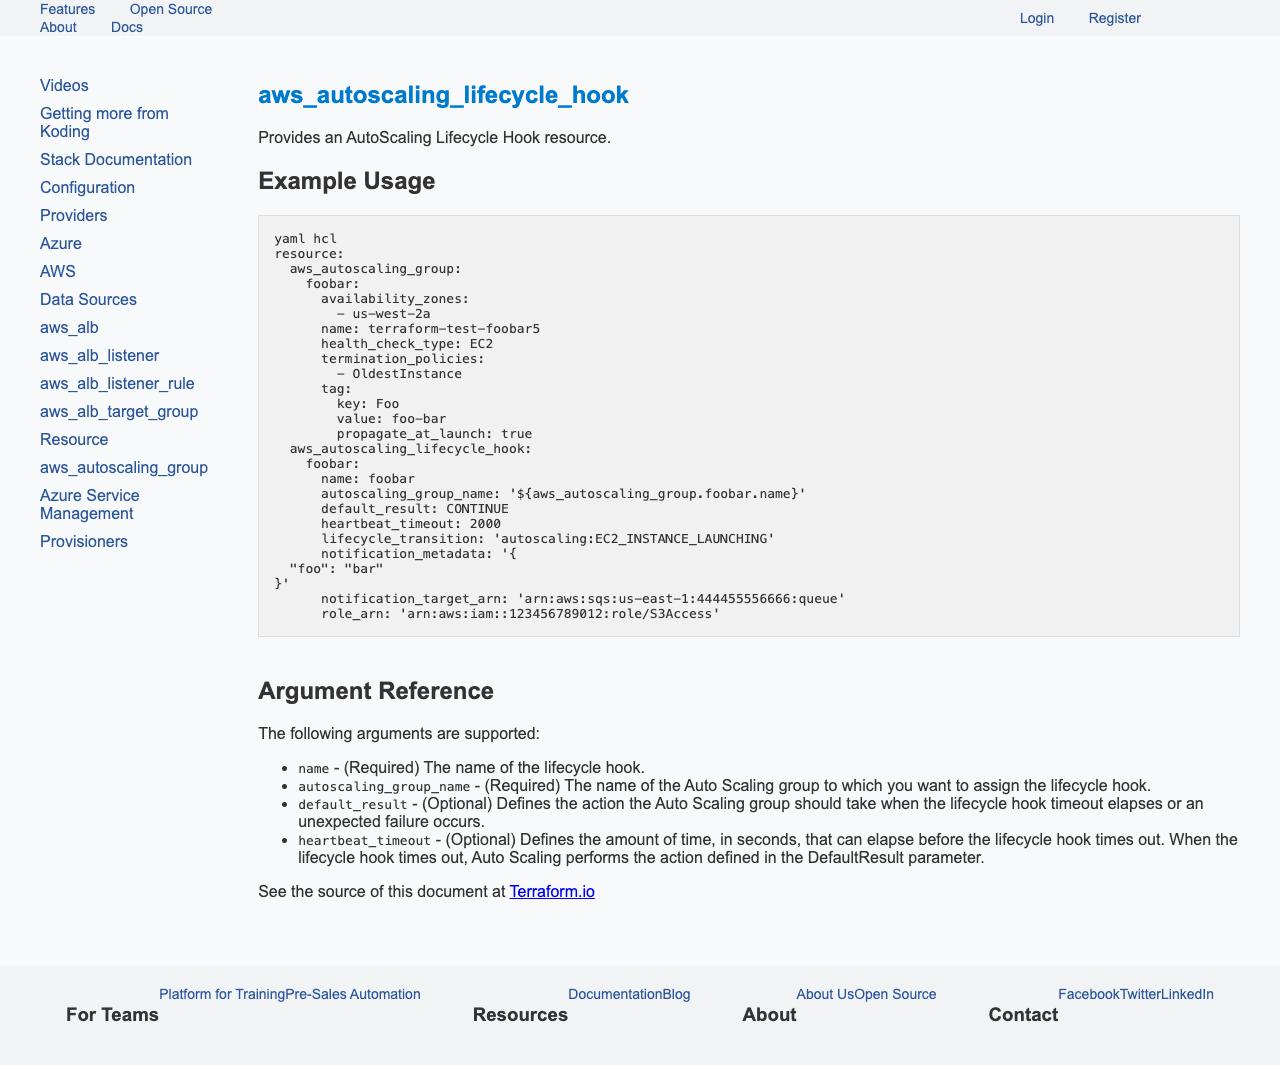 Features Open Source
About Docs
Login Register
Videos
Getting more from
Koding
Stack Documentation
Configuration
Providers
Azure
AWS
Data Sources
aws_alb
aws_alb_listener
aws_alb_listener_rule
aws_alb_target_group
Resource
aws_autoscaling_group
Azure Service
Management
Provisioners
aws_autoscaling_lifecycle_hook
Provides an AutoScaling Lifecycle Hook resource.
Example Usage
yaml hcl
resource:
  aws_autoscaling_group:
    foobar:
      availability_zones:
        - us-west-2a
      name: terraform-test-foobar5
      health_check_type: EC2
      termination_policies:
        - OldestInstance
      tag:
        key: Foo
        value: foo-bar
        propagate_at_launch: true
  aws_autoscaling_lifecycle_hook:
    foobar:
      name: foobar
      autoscaling_group_name: '${aws_autoscaling_group.foobar.name}'
      default_result: CONTINUE
      heartbeat_timeout: 2000
      lifecycle_transition: 'autoscaling:EC2_INSTANCE_LAUNCHING'
      notification_metadata: '{
  "foo": "bar"
}'
      notification_target_arn: 'arn:aws:sqs:us-east-1:444455556666:queue'
      role_arn: 'arn:aws:iam::123456789012:role/S3Access'
Argument Reference
The following arguments are supported:
• name - (Required) The name of the lifecycle hook.
• autoscaling_group_name - (Required) The name of the Auto Scaling group to which you want to assign the lifecycle hook.
• default_result - (Optional) Defines the action the Auto Scaling group should take when the lifecycle hook timeout elapses or an
unexpected failure occurs.
• heartbeat_timeout - (Optional) Defines the amount of time, in seconds, that can elapse before the lifecycle hook times out. When the
lifecycle hook times out, Auto Scaling performs the action defined in the DefaultResult parameter.
See the source of this document at Terraform.io
For Teams
Platform for TrainingPre-Sales Automation
Resources
DocumentationBlog
About
About UsOpen Source
Contact
FacebookTwitterLinkedIn